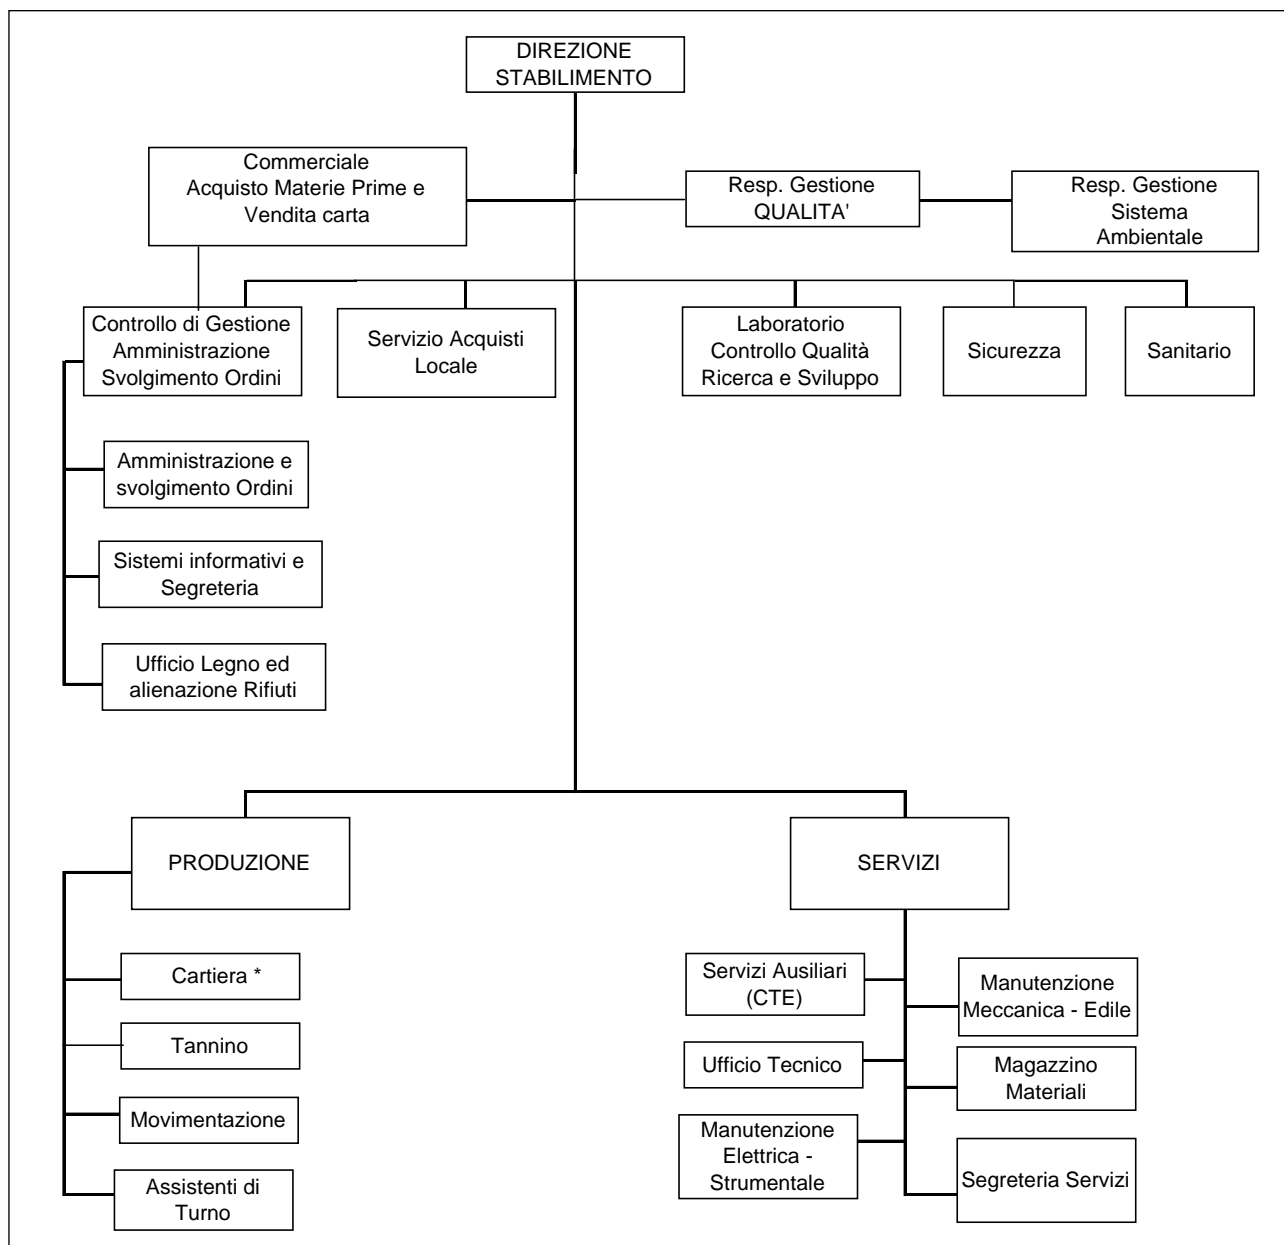 DIREZIONE
STABILIMENTO
Commerciale
Acquisto Materie Prime e
Vendita carta
Resp. Gestione
QUALITA'
Resp. Gestione
Sistema
Ambientale
Controllo di Gestione
Amministrazione
Svolgimento Ordini
Servizio Acquisti
Locale
Laboratorio
Controllo Qualità
Ricerca e Sviluppo
Sicurezza
Sanitario
Amministrazione e
svolgimento Ordini
Sistemi informativi e
Segreteria
Ufficio Legno ed
alienazione Rifiuti
PRODUZIONE
SERVIZI
Cartiera *
Tannino
Movimentazione
Assistenti di
Turno
Servizi Ausiliari
(CTE)
Ufficio Tecnico
Manutenzione
Elettrica -
Strumentale
Manutenzione
Meccanica - Edile
Magazzino
Materiali
Segreteria Servizi